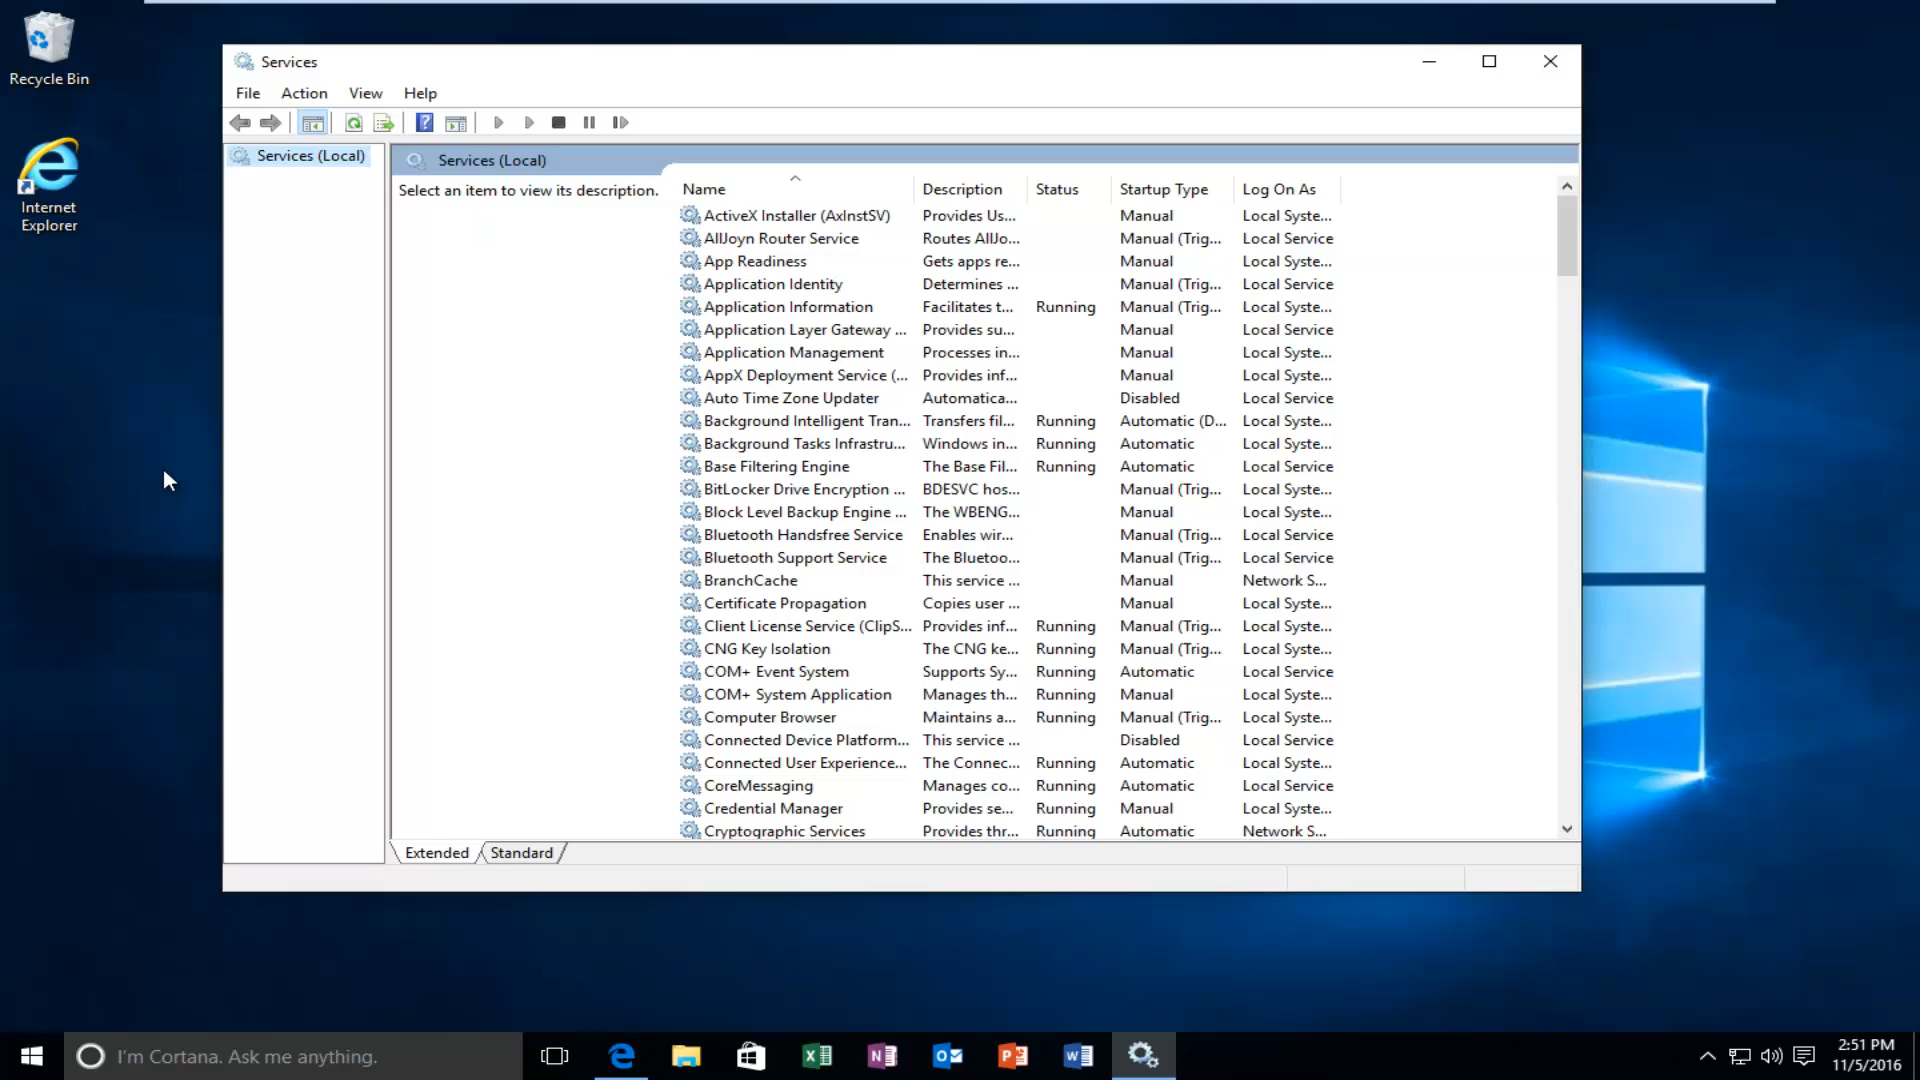 Recycle Bin
Internet
Explorer
Services
File Action View Help
Services (Local)
Services (Local)
Select an item to view its description.
Name Description Status Startup Type Log On As
ActiveX Installer (AxInstSV) Provides Us... Manual Local Syste...
AllJoyn Router Service Routes AllJo... Manual (Trig... Local Service
App Readiness Gets apps re... Manual Local Syste...
Application Identity Determines ... Manual (Trig... Local Service
Application Information Facilitates t... Running Manual (Trig... Local Syste...
Application Layer Gateway ... Provides su... Manual Local Service
Application Management Processes in... Manual Local Syste...
AppX Deployment Service (... Provides inf... Manual Local Syste...
Auto Time Zone Updater Automatica... Disabled Local Service
Background Intelligent Tran... Transfers fil... Running Automatic (D... Local Syste...
Background Tasks Infrastru... Windows in... Running Automatic Local Syste...
Base Filtering Engine The Base Fil... Running Automatic Local Service
BitLocker Drive Encryption ... BDESVC hos... Manual (Trig... Local Syste...
Block Level Backup Engine ... The WBENG... Manual Local Syste...
Bluetooth Handsfree Service Enables wir... Manual (Trig... Local Service
Bluetooth Support Service The Bluetoo... Manual (Trig... Local Service
BranchCache This service ... Manual Network S...
Certificate Propagation Copies user ... Manual Local Syste...
Client License Service (ClipS... Provides inf... Running Manual (Trig... Local Syste...
CNG Key Isolation The CNG ke... Running Manual (Trig... Local Syste...
COM+ Event System Supports Sy... Running Automatic Local Service
COM+ System Application Manages th... Running Manual Local Syste...
Computer Browser Maintains a... Running Manual (Trig... Local Syste...
Connected Device Platform... This service ... Disabled Local Service
Connected User Experience... The Connec... Running Automatic Local Syste...
CoreMessaging Manages co... Running Automatic Local Service
Credential Manager Provides se... Running Manual Local Syste...
Cryptographic Services Provides thr... Running Automatic Network S...
Extended Standard
I'm Cortana. Ask me anything.
2:51 PM
11/5/2016